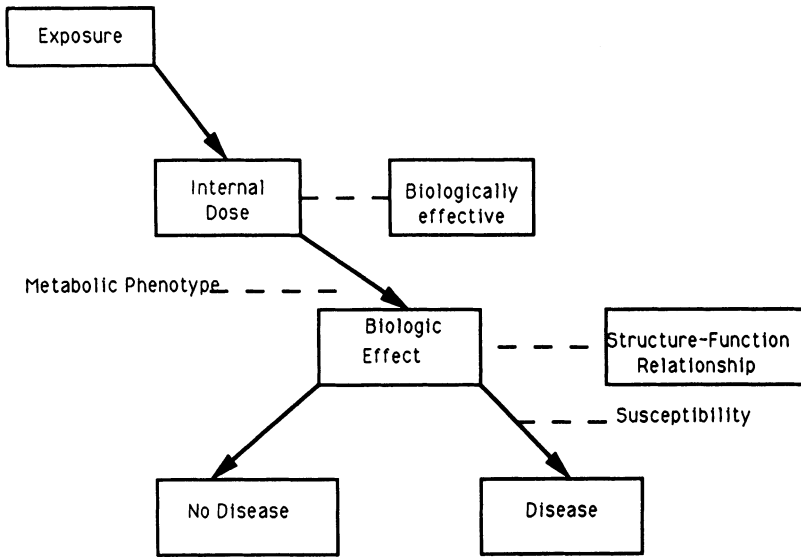 Exposure
Internal
Dose
Biologically
effective
Metabolic Phenotype
Biologic
Effect
Structure-Function
Relationship
Susceptibility
No Disease
Disease